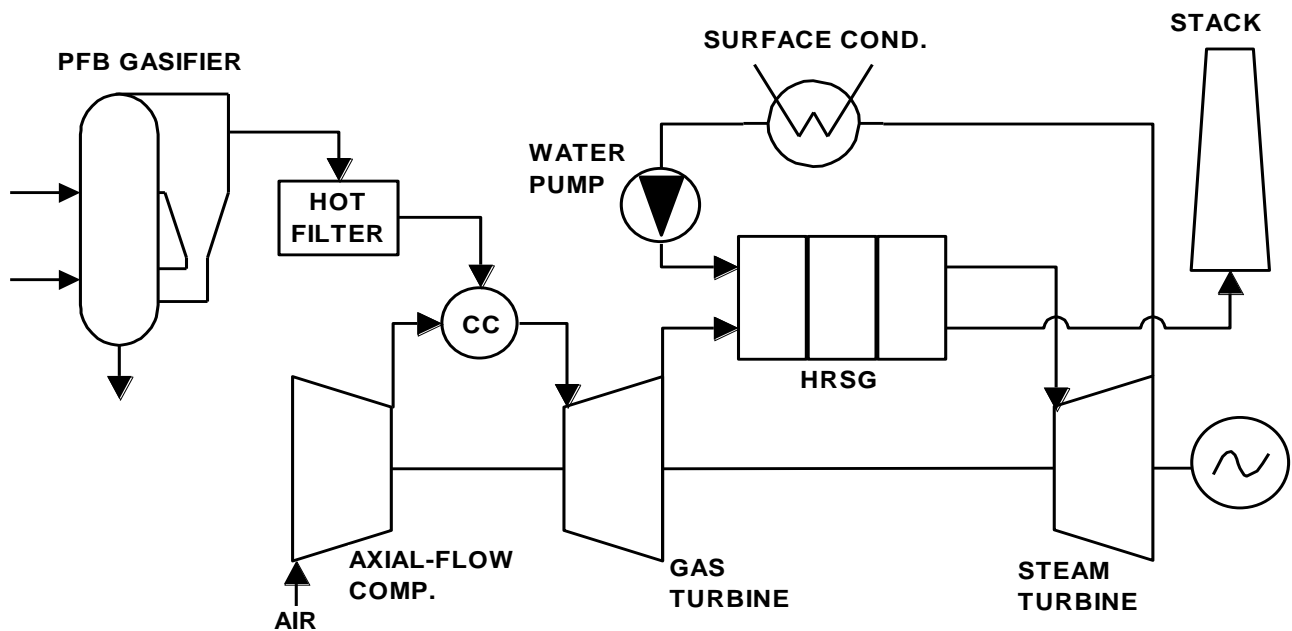 STACK
SURFACE COND.
PFB GASIFIER
WATER
PUMP
HOT
FILTER
CC
HRSG
AXIAL-FLOW
COMP.
GAS
TURBINE
STEAM
TURBINE
AIR